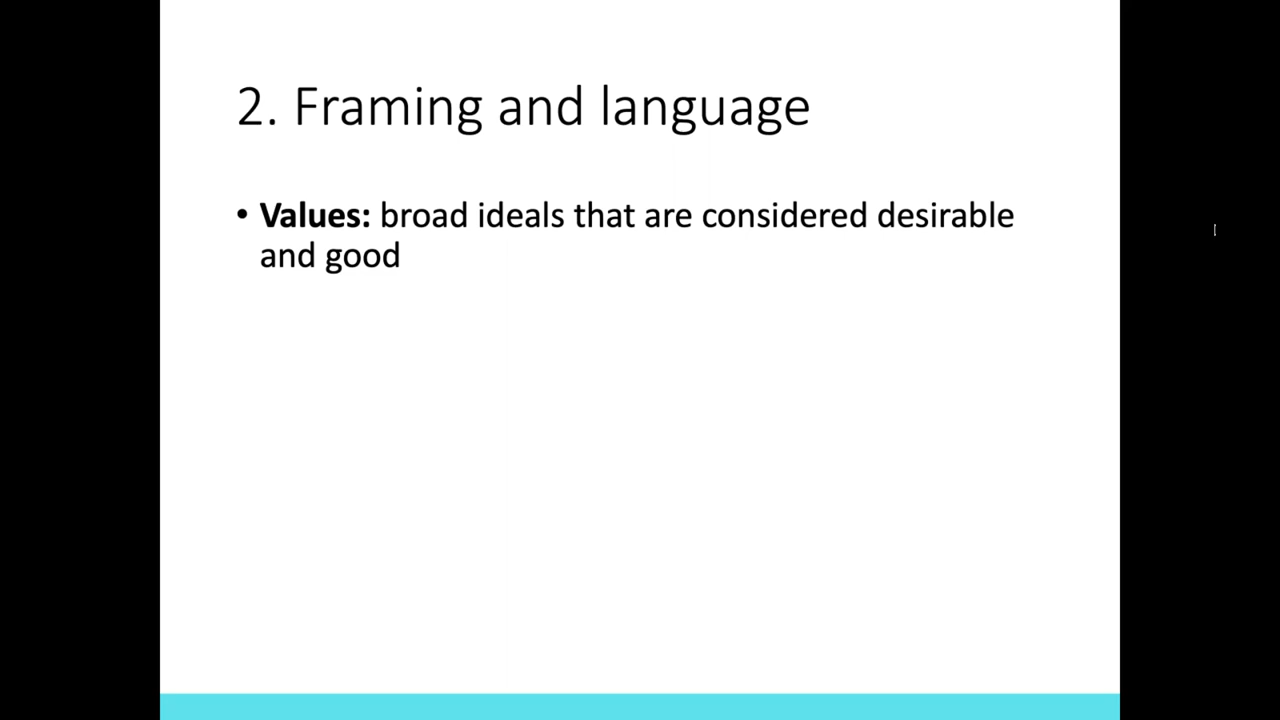 2. Framing and language
• Values: broad ideals that are considered desirable
and good